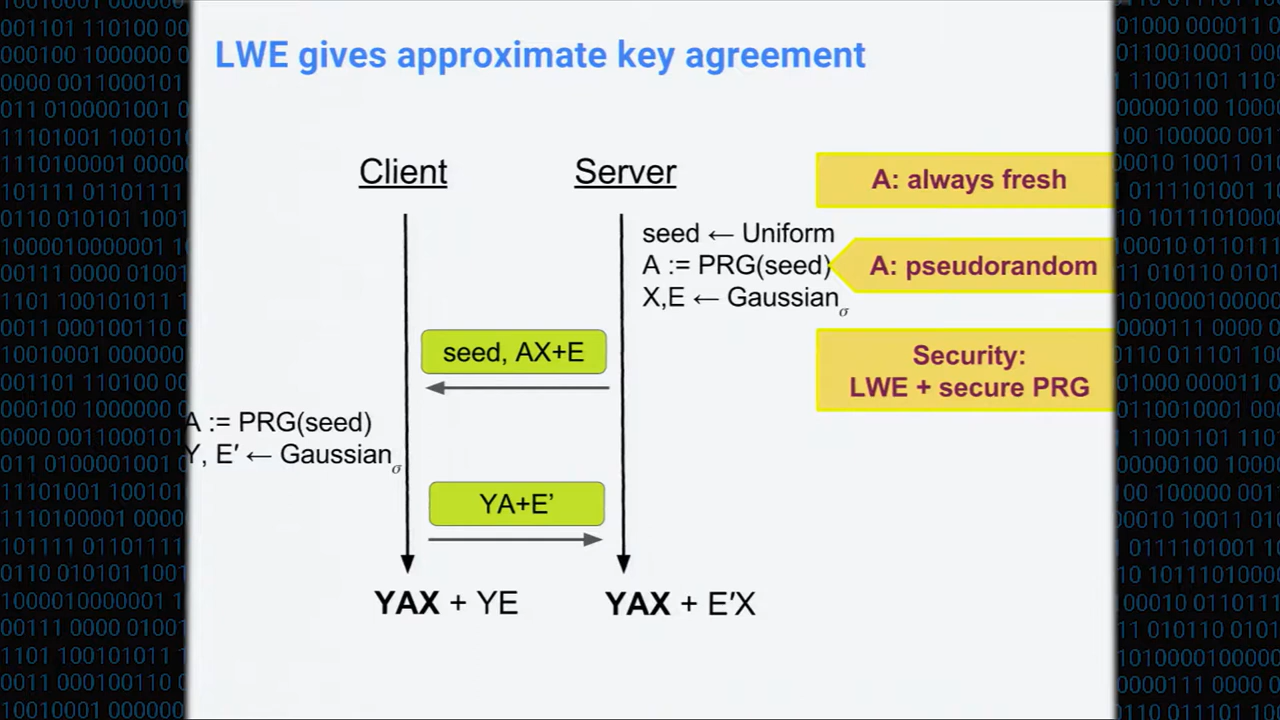 LWE gives approximate key agreement
Client
Server
A: always fresh
seed ← Uniform
A := PRG(seed)
A: pseudorandom
X,E ← Gaussianσ
seed, AX+E
Security:
LWE + secure PRG
A := PRG(seed)
Y, E′ ← Gaussianσ
YA+E’
YAX + YE
YAX + E′X